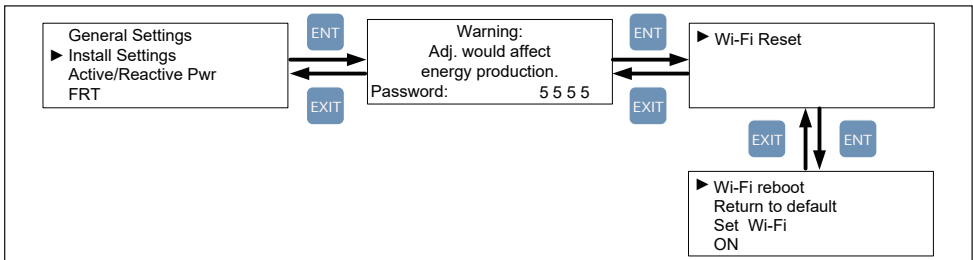 General Settings
► Install Settings
Active/Reactive Pwr
FRT
ENT
EXIT
Warning:
Adj. would affect
energy production.
Password: 5 5 5 5
ENT
EXIT
► Wi-Fi Reset
EXIT
ENT
► Wi-Fi reboot
Return to default
Set Wi-Fi
ON